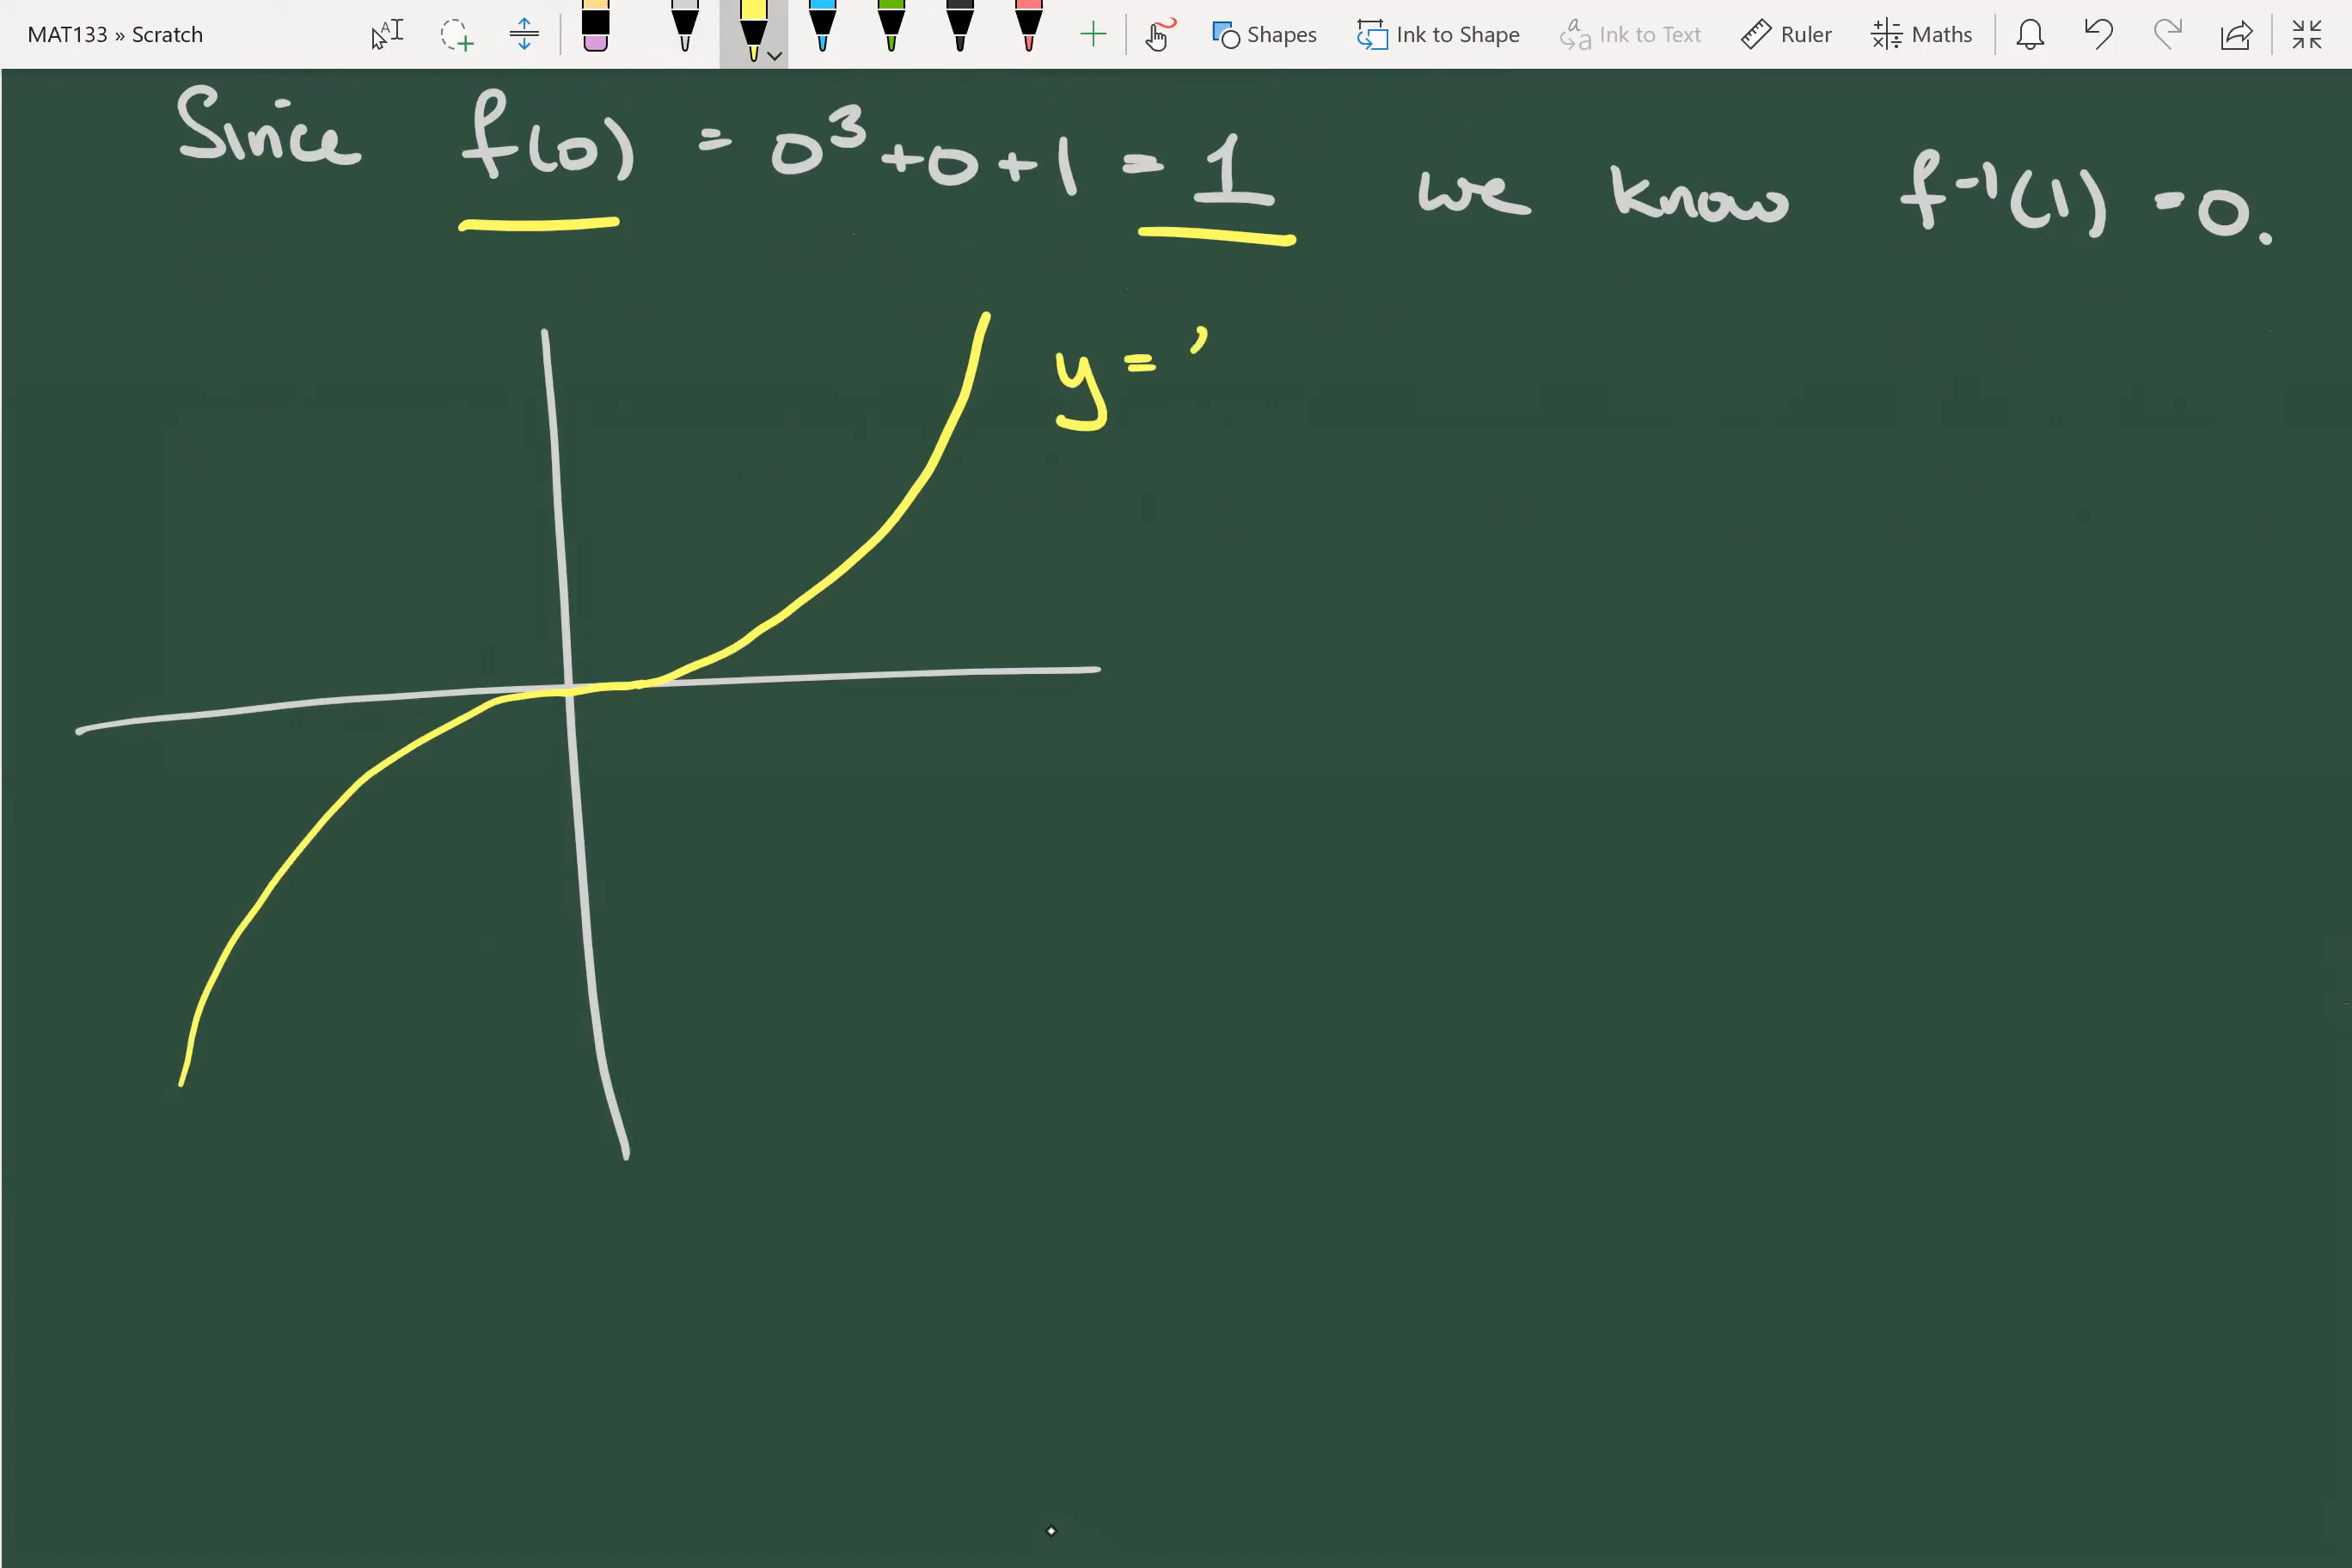 MAT133 » Scratch Shapes Ink to Shape Ink to Text Ruler Maths
Since f(0) = 0³+0+1 = 1 we know f⁻¹(1) = 0.
y =